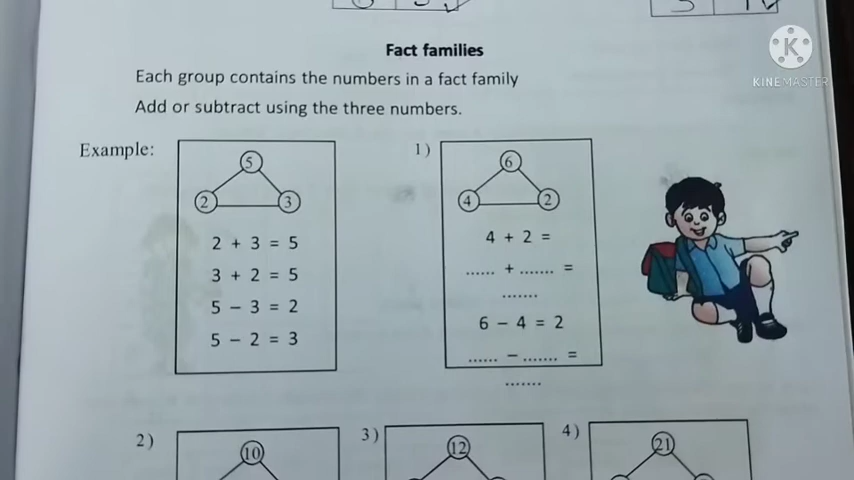 Fact families
Each group contains the numbers in a fact family
Add or subtract using the three numbers.
KINEMASTER
Example:
5
2 3
2 + 3 = 5
3 + 2 = 5
5 − 3 = 2
5 − 2 = 3
1)
6
4 2
4 + 2 =
...... + ....... =
.......
6 − 4 = 2
...... − ....... =
.......
2)
10
3)
12
4)
21